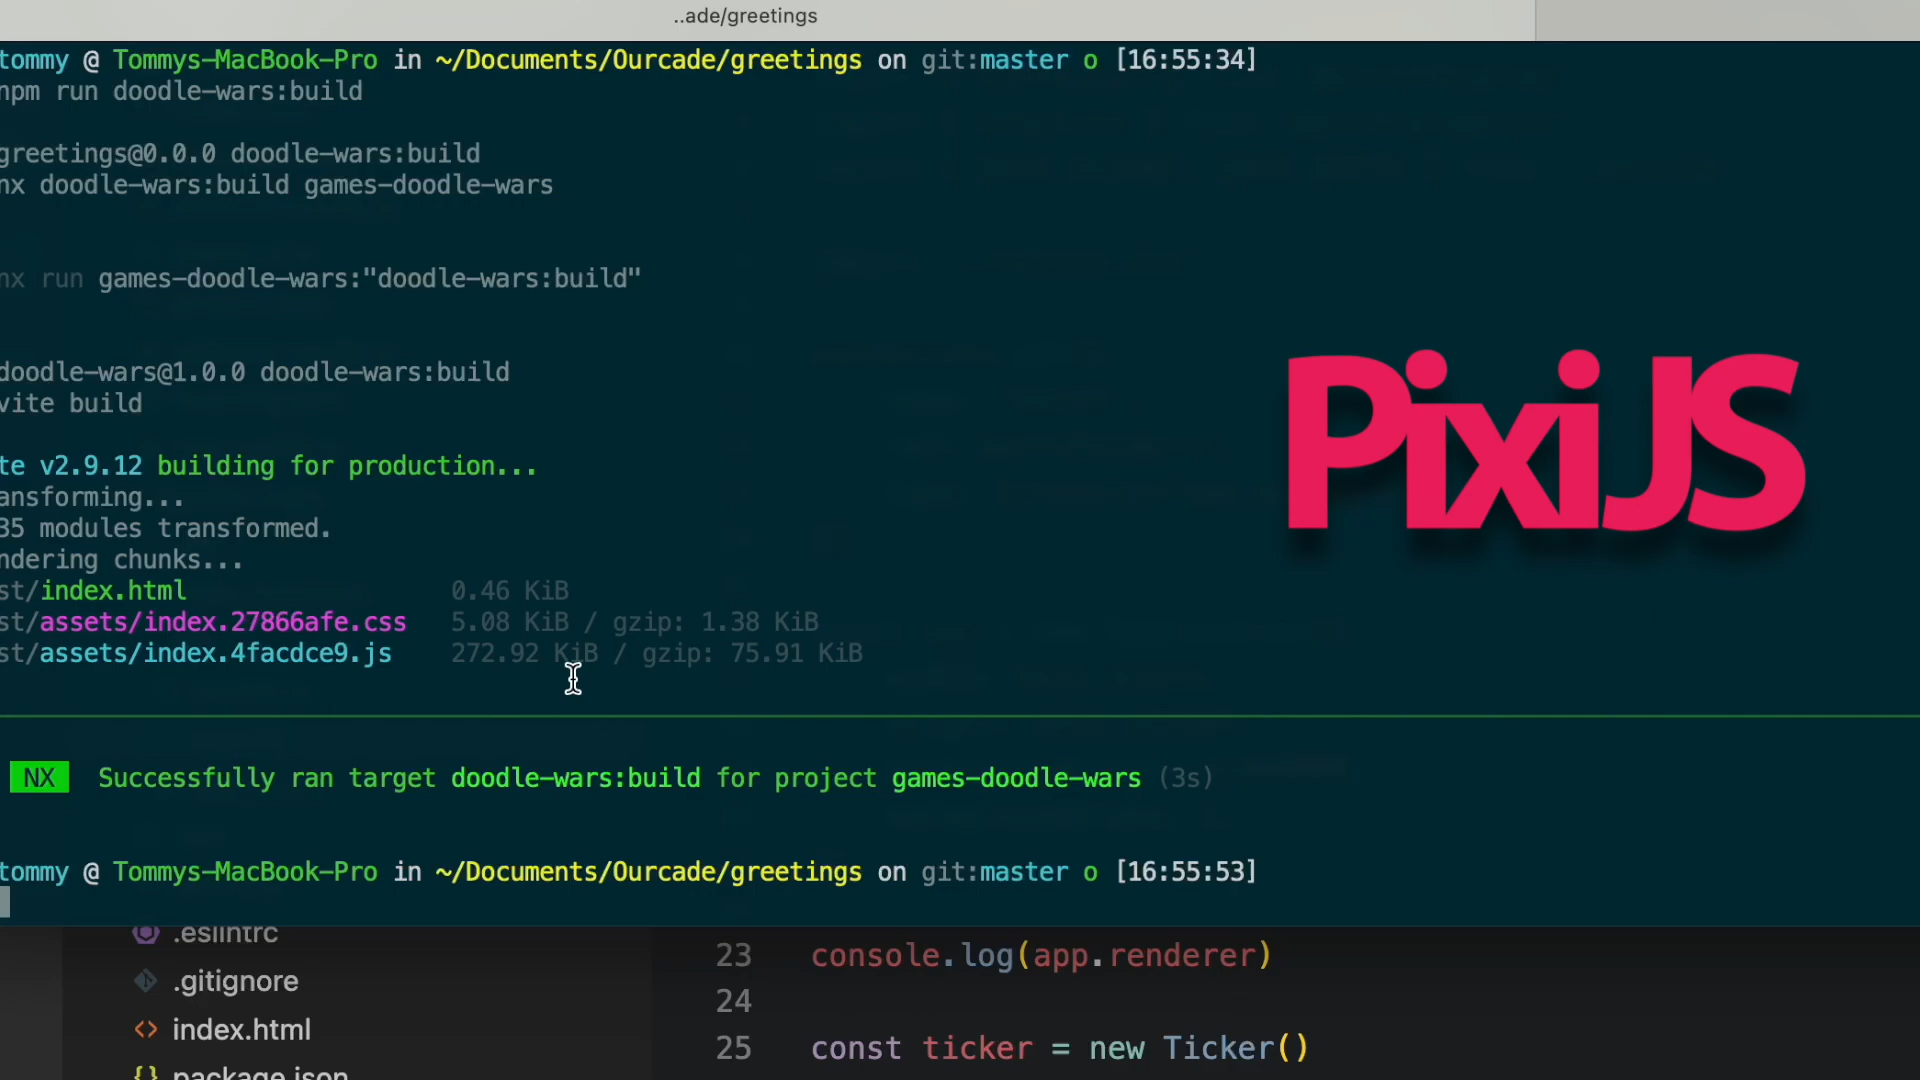 ..ade/greetings
tommy @ Tommys-MacBook-Pro in ~/Documents/Ourcade/greetings on git:master o [16:55:34]
npm run doodle-wars:build
greetings@0.0.0 doodle-wars:build
nx doodle-wars:build games-doodle-wars
nx run games-doodle-wars:"doodle-wars:build"
doodle-wars@1.0.0 doodle-wars:build
vite build
te v2.9.12 building for production...
ansforming...
35 modules transformed.
ndering chunks...
st/index.html 0.46 KiB
st/assets/index.27866afe.css 5.08 KiB / gzip: 1.38 KiB
st/assets/index.4facdce9.js 272.92 KiB / gzip: 75.91 KiB
PixiJS
NX Successfully ran target doodle-wars:build for project games-doodle-wars (3s)
tommy @ Tommys-MacBook-Pro in ~/Documents/Ourcade/greetings on git:master o [16:55:53]
.eslintrc
.gitignore
index.html
package.json
23 console.log(app.renderer)
24
25 const ticker = new Ticker()